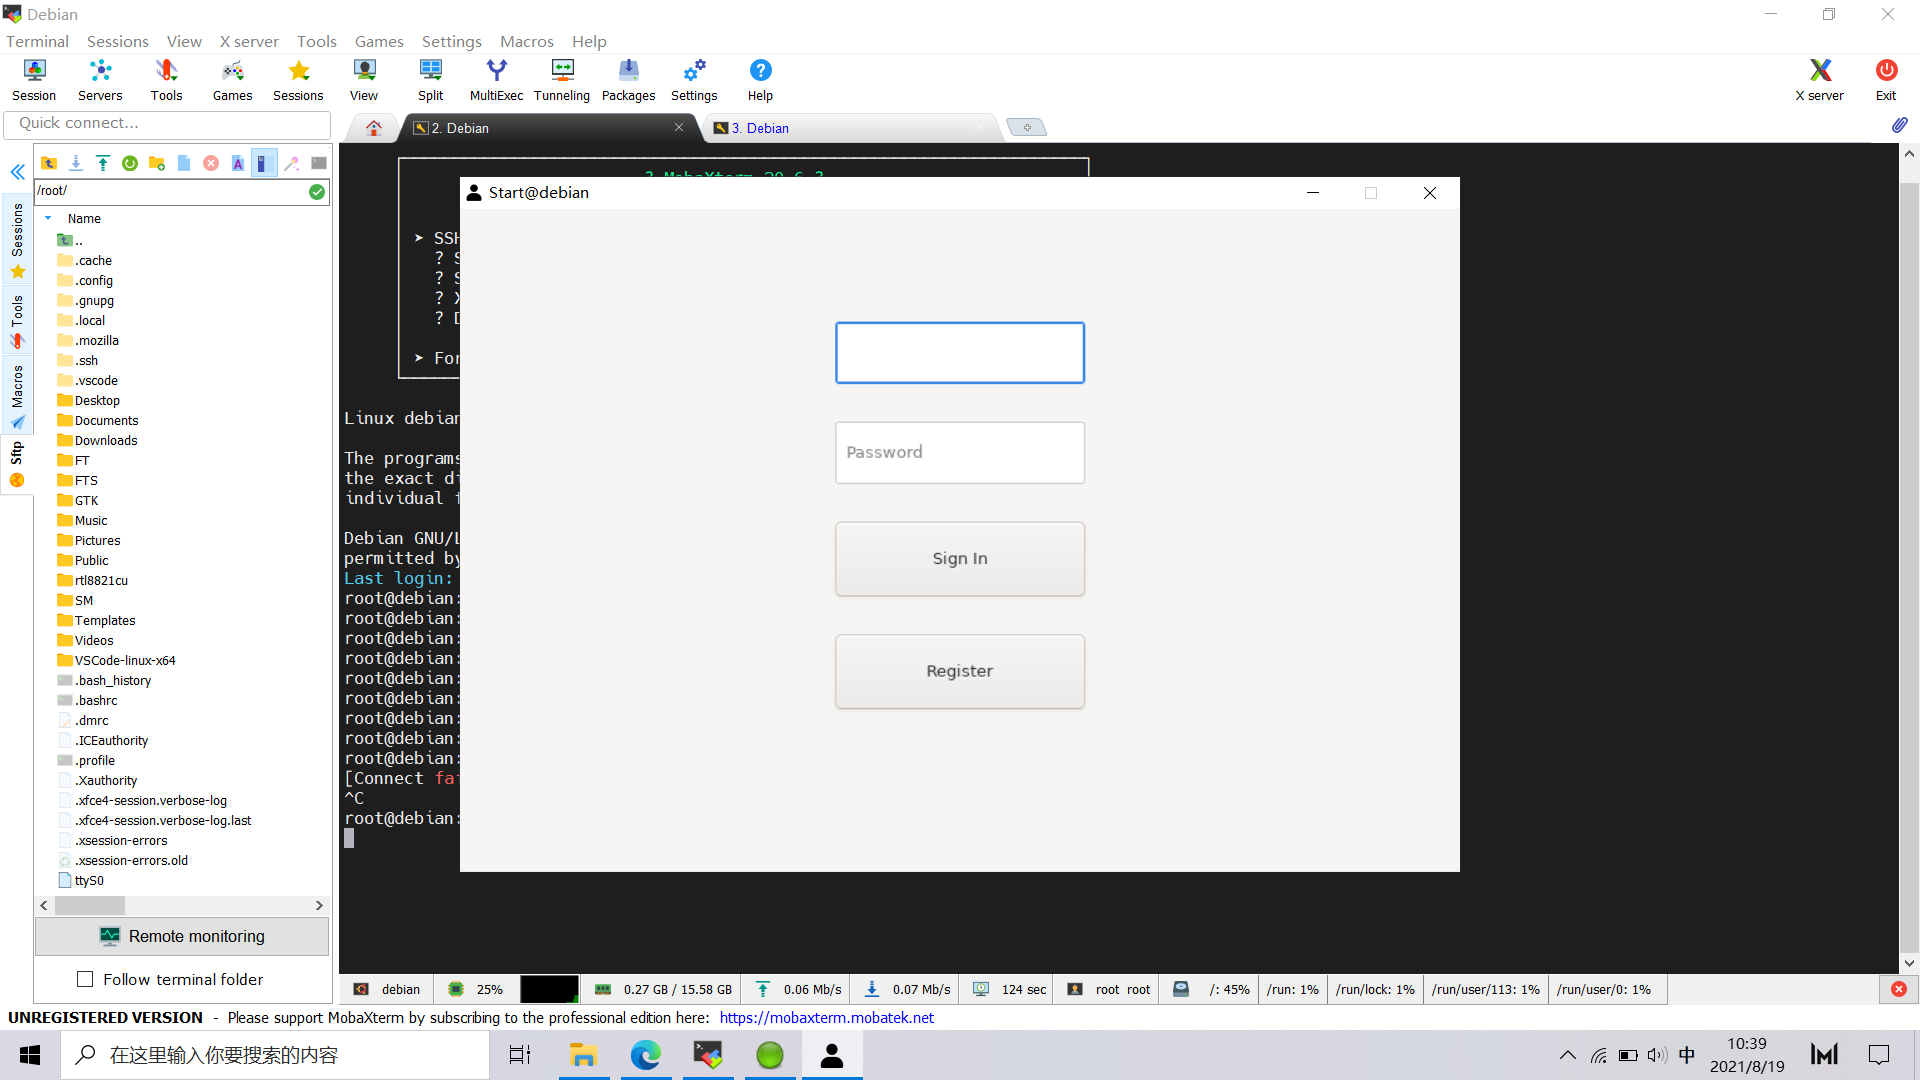 Debian
Terminal Sessions View X server Tools Games Settings Macros Help
Session Servers Tools Games Sessions View Split MultiExec Tunneling Packages Settings Help X server Exit
Quick connect...
2. Debian
3. Debian
/root/
Name
..
.cache
.config
.gnupg
.local
.mozilla
.ssh
.vscode
Desktop
Documents
Downloads
FT
FTS
GTK
Music
Pictures
Public
rtl8821cu
SM
Templates
Videos
VSCode-linux-x64
.bash_history
.bashrc
.dmrc
.ICEauthority
.profile
.Xauthority
.xfce4-session.verbose-log
.xfce4-session.verbose-log.last
.xsession-errors
.xsession-errors.old
ttyS0
Sessions
Tools
Macros
Sftp
Remote monitoring
Follow terminal folder
? MobaXterm 20.6 ?
➤ SSH
?
?
?
?
➤ For
Linux debian
The programs
the exact di
individual f
Debian GNU/L
permitted by
Last login:
root@debian:
root@debian:
root@debian:
root@debian:
root@debian:
root@debian:
root@debian:
root@debian:
root@debian:
[Connect fai
^C
root@debian:
Start@debian
Password
Sign In
Register
debian 25% 0.27 GB / 15.58 GB 0.06 Mb/s 0.07 Mb/s 124 sec root root /: 45% /run: 1% /run/lock: 1% /run/user/113: 1% /run/user/0: 1%
UNREGISTERED VERSION - Please support MobaXterm by subscribing to the professional edition here: https://mobaxterm.mobatek.net
在这里输入你要搜索的内容
中
10:39
2021/8/19